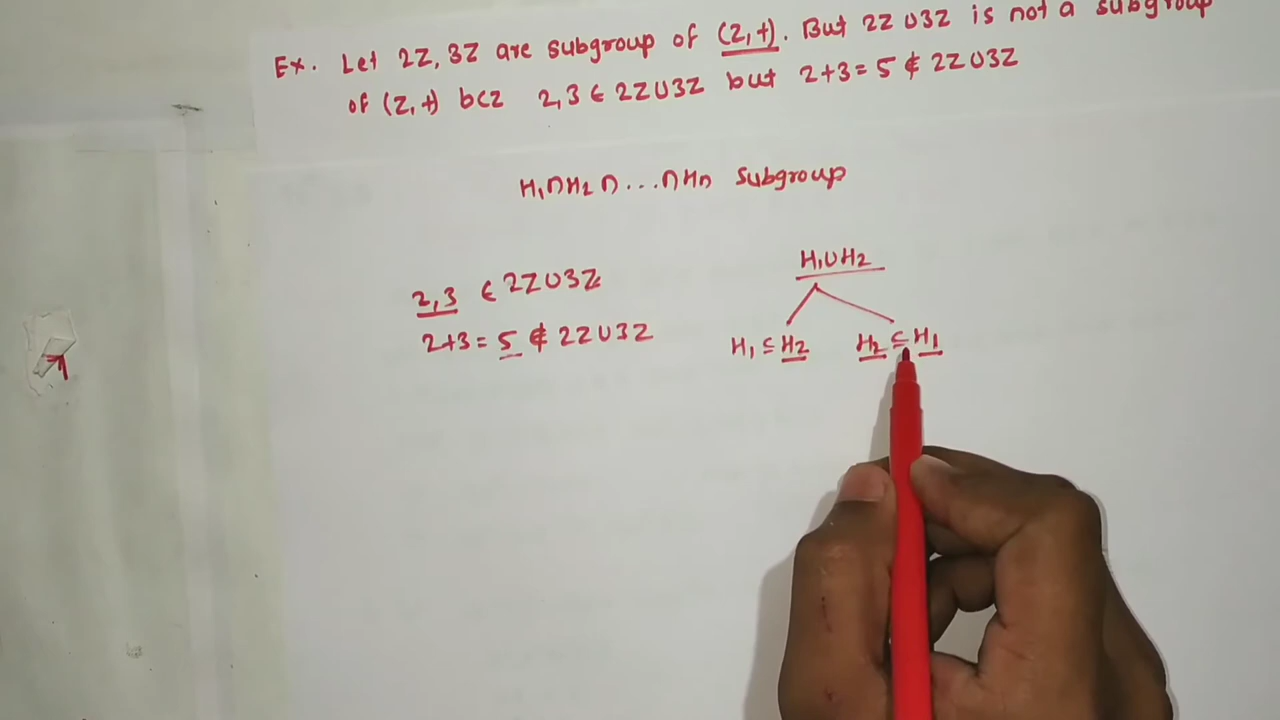 Ex. Let 2Z, 3Z are subgroup of (Z,+). But 2Z ∪ 3Z is not a subgroup
of (Z,+) bcz 2,3 ∈ 2Z∪3Z but 2+3=5 ∉ 2Z∪3Z
H₁∩H₂∩...∩Hn subgroup
H₁∪H₂
2,3 ∈ 2Z∪3Z
2+3=5 ∉ 2Z∪3Z
H₁⊆H₂ H₂⊆H₁